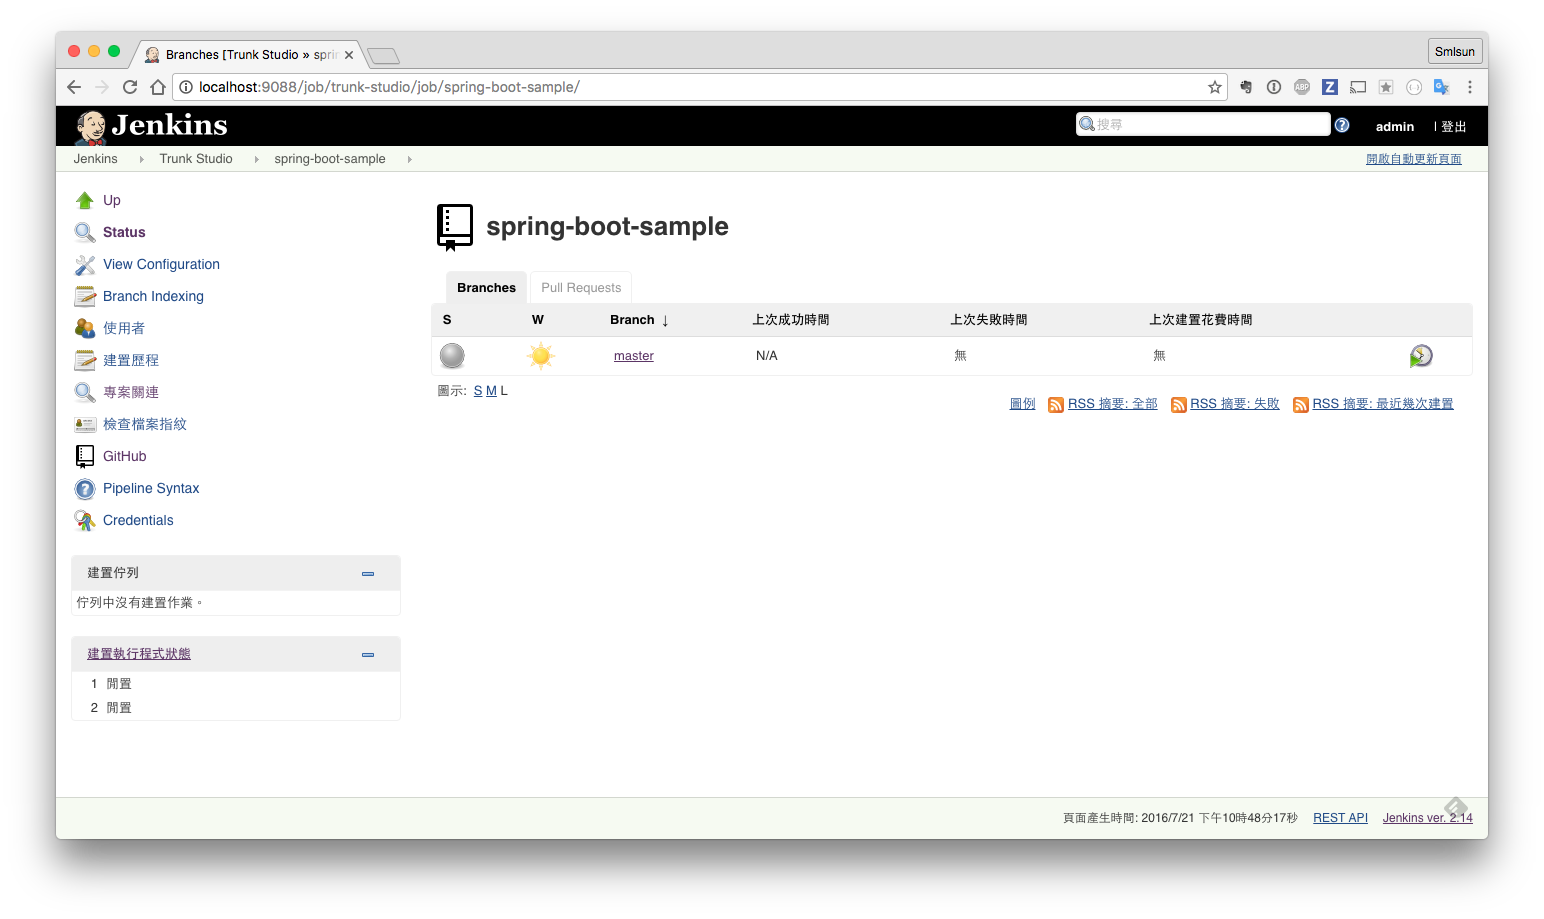 Branches [Trunk Studio » spri
Smlsun
localhost:9088/job/trunk-studio/job/spring-boot-sample/
Jenkins
搜尋
admin
| 登出
Jenkins
Trunk Studio
spring-boot-sample
開啟自動更新頁面
Up
Status
View Configuration
Branch Indexing
使用者
建置歷程
專案關連
檢查檔案指紋
GitHub
Pipeline Syntax
Credentials
建置佇列
佇列中沒有建置作業。
建置執行程式狀態
1 閒置
2 閒置
spring-boot-sample
Branches
Pull Requests
S W Branch ↓ 上次成功時間 上次失敗時間 上次建置花費時間
master N/A 無 無
圖示: S M L
圖例 RSS 摘要: 全部 RSS 摘要: 失敗 RSS 摘要: 最近幾次建置
頁面產生時間: 2016/7/21 下午10時48分17秒 REST API Jenkins ver. 2.14